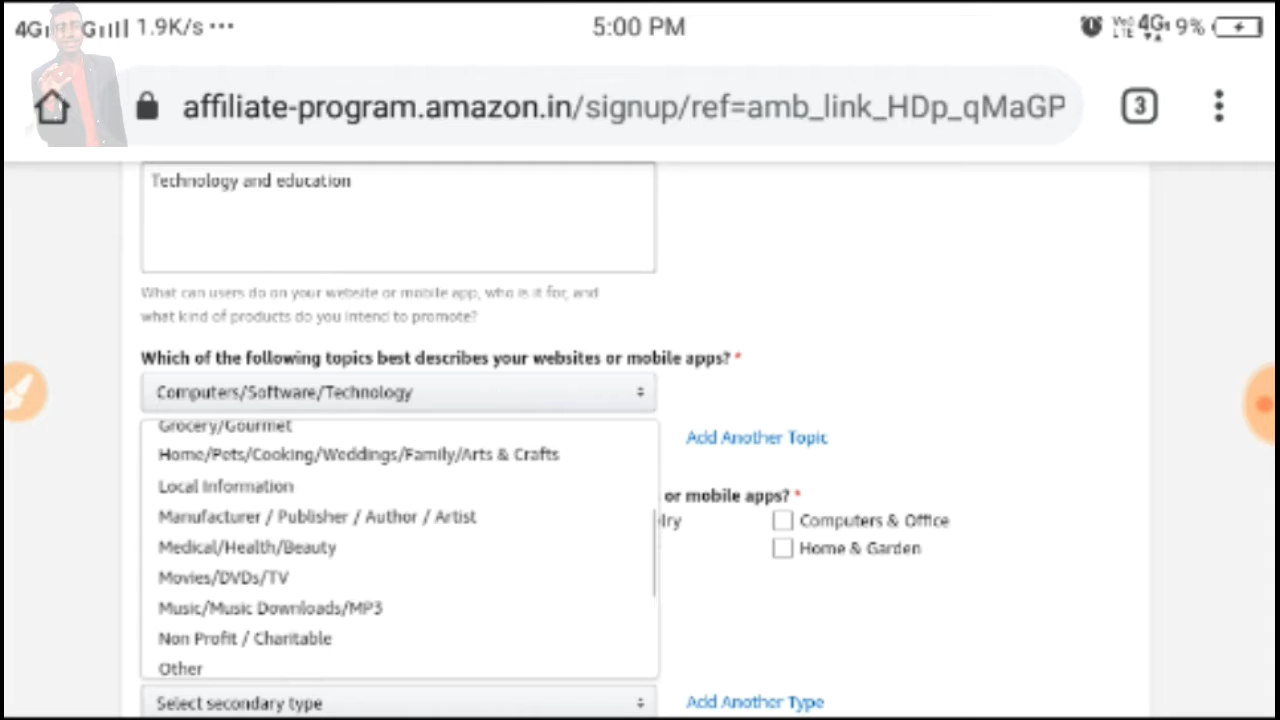 4G 1.9K/s ··· 5:00 PM Vo) LTE 4G 9%
affiliate-program.amazon.in/signup/ref=amb_link_HDp_qMaGP 3
Technology and education
What can users do on your website or mobile app, who is it for, and
what kind of products do you intend to promote?
Which of the following topics best describes your websites or mobile apps? *
Computers/Software/Technology
Grocery/Gourmet
Add Another Topic
Home/Pets/Cooking/Weddings/Family/Arts & Crafts
Local Information
or mobile apps? *
Manufacturer / Publisher / Author / Artist
lry Computers & Office
Medical/Health/Beauty
Home & Garden
Movies/DVDs/TV
Music/Music Downloads/MP3
Non Profit / Charitable
Other
Select secondary type Add Another Type